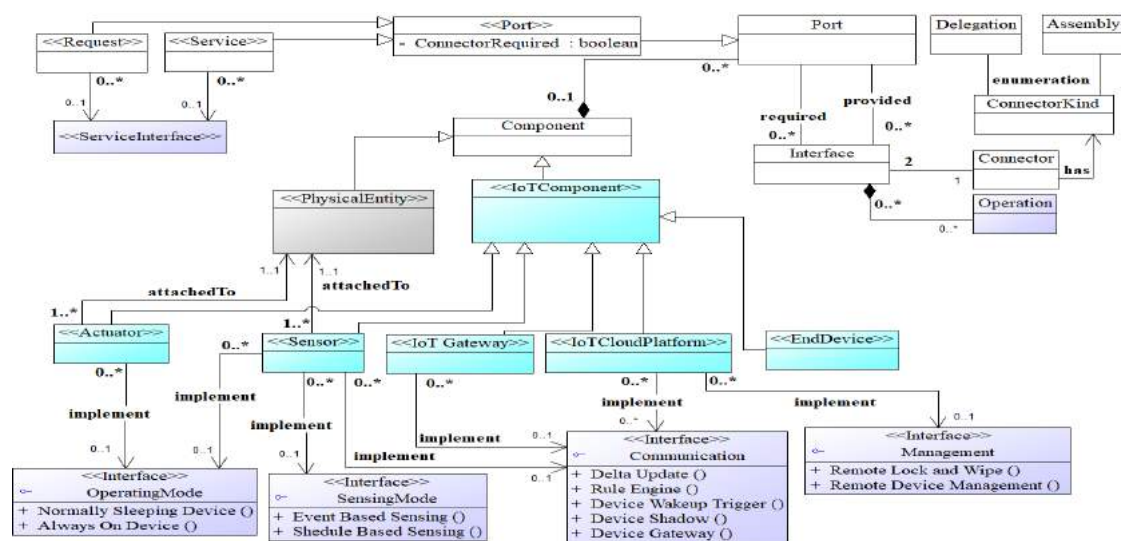 <<Port>>
- ConnectorRequired : boolean
Port
Delegation
Assembly
<<Request>>
<<Service>>
0..*
0..*
0..*
enumeration
0..1
0..1
0..1
provided
ConnectorKind
<<ServiceInterface>>
Component
required
0..*
0..*
Interface
2
1
Connector
has
<<PhysicalEntity>>
<<IoTComponent>>
0..*
0..*
Operation
1..1
1..1
attachedTo
attachedTo
1..*
1..*
<<Actuator>>
<<Sensor>>
<<IoT Gateway>>
<<IoTCloudPlatform>>
<<EndDevice>>
0..*
0..*
0..*
0..*
0..*
0..*
0..*
implement
implement
implement
implement
implement
implement
implement
0..1
0..1
0..1
0..1
0..1
0..*
0..1
<<Interface>>
OperatingMode
+ Normally Sleeping Device ()
+ Always On Device ()
<<Interface>>
SensingMode
+ Event Based Sensing ()
+ Shedule Based Sensing ()
<<Interface>>
Communication
+ Delta Update ()
+ Rule Engine ()
+ Device Wakeup Trigger ()
+ Device Shadow ()
+ Device Gateway ()
<<Interface>>
Management
+ Remote Lock and Wipe ()
+ Remote Device Management ()